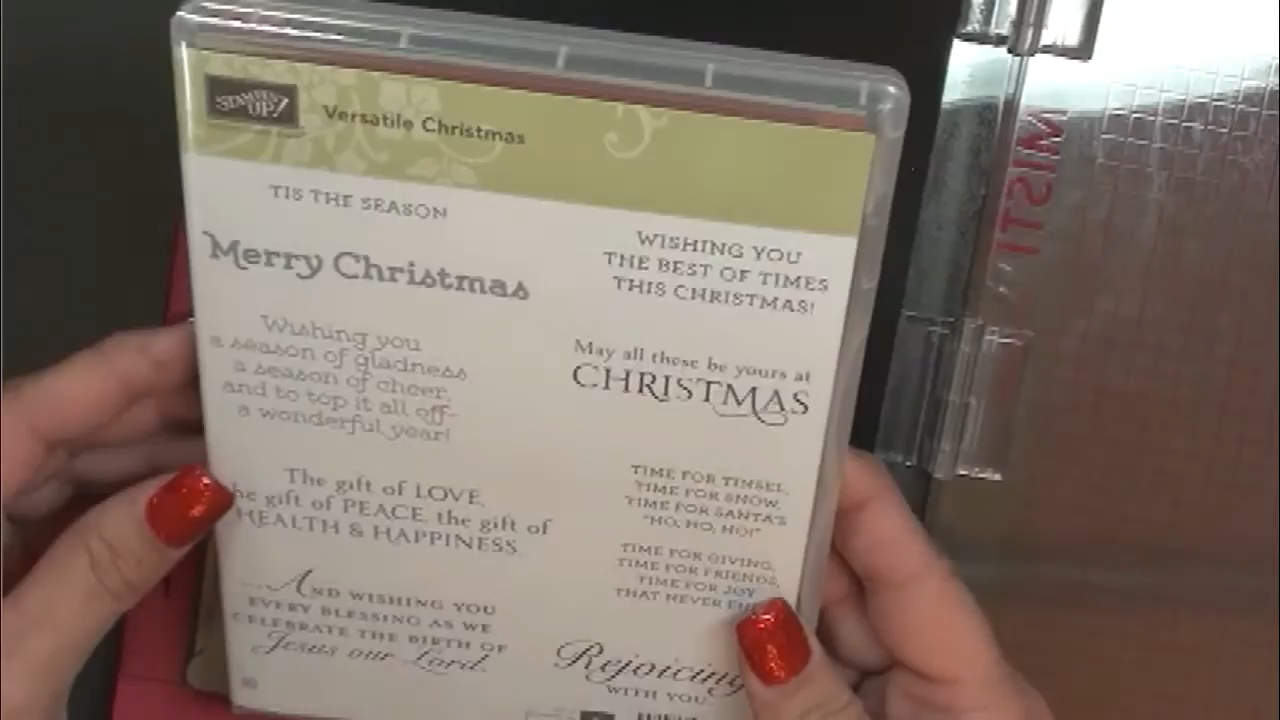 STAMPIN' UP!
Versatile Christmas
TIS THE SEASON
Merry Christmas
Wishing you
a season of gladness
a season of cheer,
and to top it all off-
a wonderful year!
The gift of LOVE,
the gift of PEACE, the gift of
HEALTH & HAPPINESS
...AND WISHING YOU
EVERY BLESSING AS WE
CELEBRATE THE BIRTH OF
Jesus our Lord.
WISHING YOU
THE BEST OF TIMES
THIS CHRISTMAS!
May all these be yours at
CHRISTMAS
TIME FOR TINSEL,
TIME FOR SNOW,
TIME FOR SANTA'S
"HO, HO, HO!"
TIME FOR GIVING,
TIME FOR FRIENDS,
TIME FOR JOY
THAT NEVER
Rejoicing
WITH YOU
MISTI